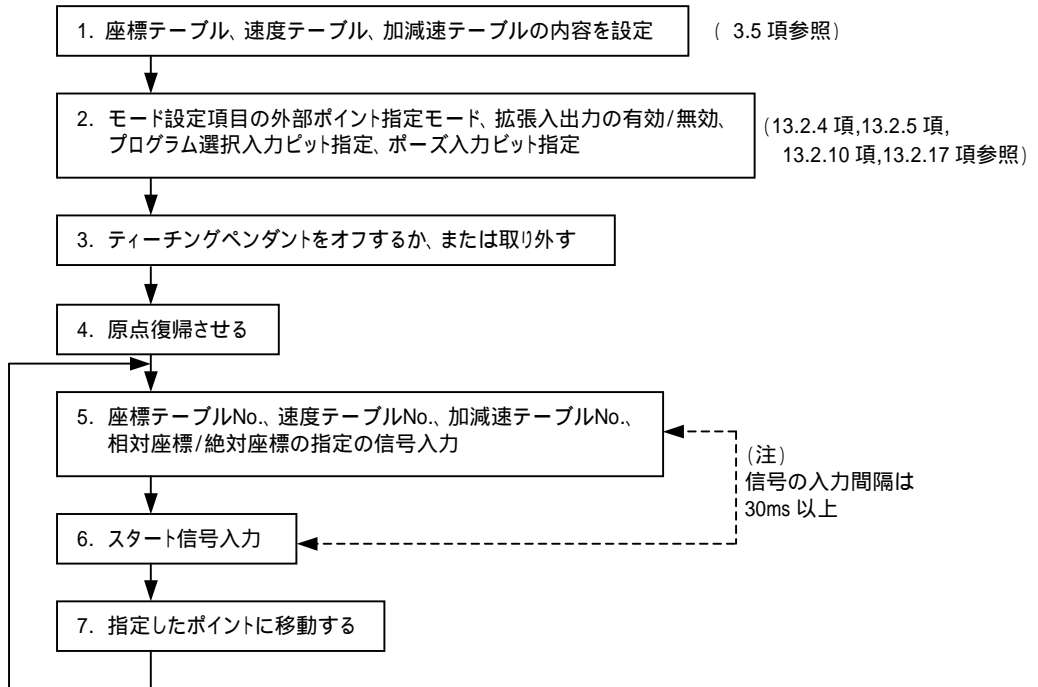 1. 座標テーブル、速度テーブル、加減速テーブルの内容を設定
( 3.5 項参照)
2. モード設定項目の外部ポイント指定モード、拡張入出力の有効/無効、
プログラム選択入力ビット指定、ポーズ入力ビット指定
(13.2.4 項,13.2.5 項,
13.2.10 項,13.2.17 項参照)
3. ティーチングペンダントをオフするか、または取り外す
4. 原点復帰させる
5. 座標テーブルNo.、速度テーブルNo.、加減速テーブルNo.、
相対座標/絶対座標の指定の信号入力
(注)
信号の入力間隔は
30ms 以上
6. スタート信号入力
7. 指定したポイントに移動する